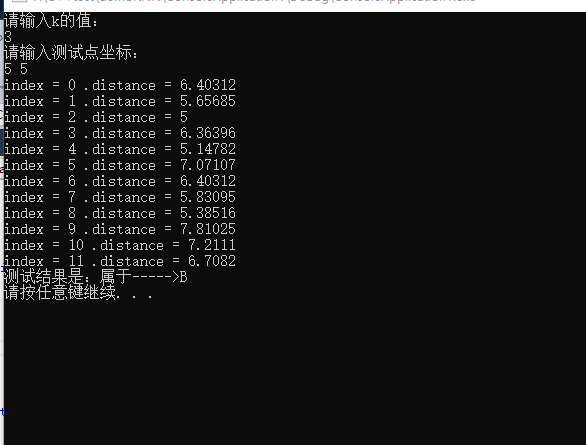 请输入k的值：
3
请输入测试点坐标：
5 5
index = 0 .distance = 6.40312
index = 1 .distance = 5.65685
index = 2 .distance = 5
index = 3 .distance = 6.36396
index = 4 .distance = 5.14782
index = 5 .distance = 7.07107
index = 6 .distance = 6.40312
index = 7 .distance = 5.83095
index = 8 .distance = 5.38516
index = 9 .distance = 7.81025
index = 10 .distance = 7.2111
index = 11 .distance = 6.7082
测试结果是：属于----->B
请按任意键继续. . .